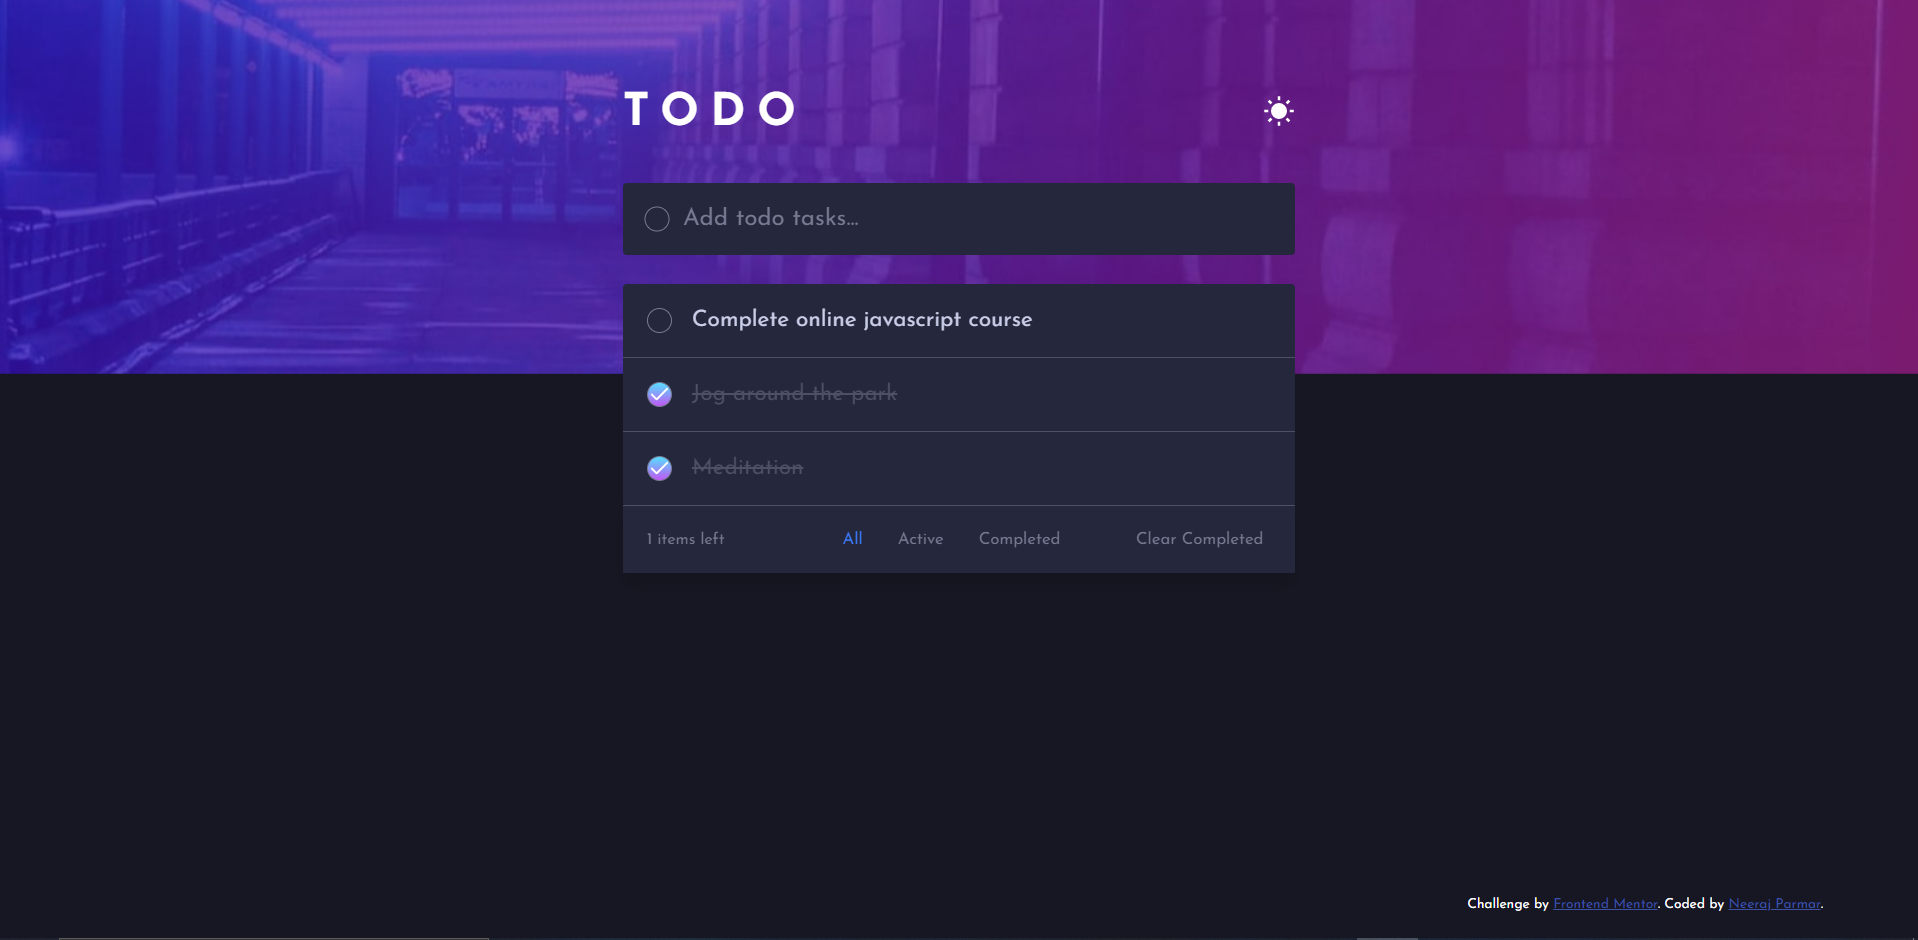 TODO
Add todo tasks...
Complete online javascript course
Jog around the park
Meditation
1 items left All Active Completed Clear Completed
Challenge by Frontend Mentor. Coded by Neeraj Parmar.